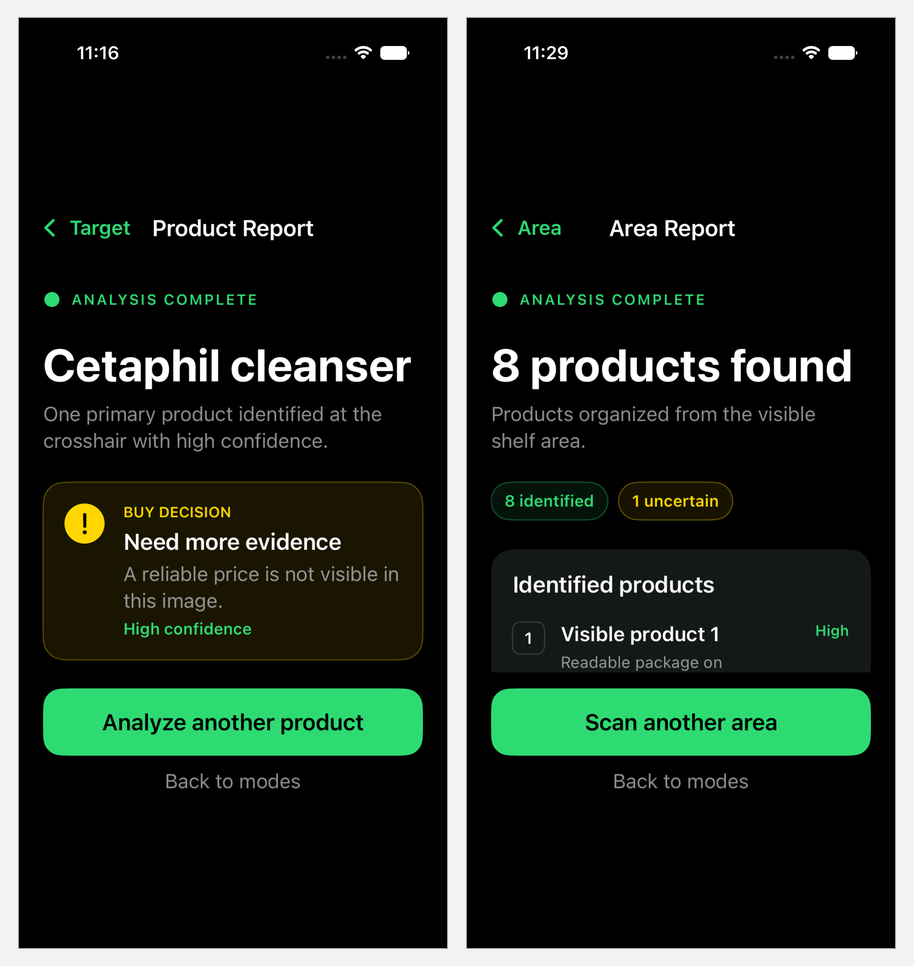 11:16
Target Product Report
ANALYSIS COMPLETE
Cetaphil cleanser
One primary product identified at the
crosshair with high confidence.
!
BUY DECISION
Need more evidence
A reliable price is not visible in
this image.
High confidence
Analyze another product
Back to modes
11:29
Area Area Report
ANALYSIS COMPLETE
8 products found
Products organized from the visible
shelf area.
8 identified 1 uncertain
Identified products
1 Visible product 1 High
Readable package on
Scan another area
Back to modes